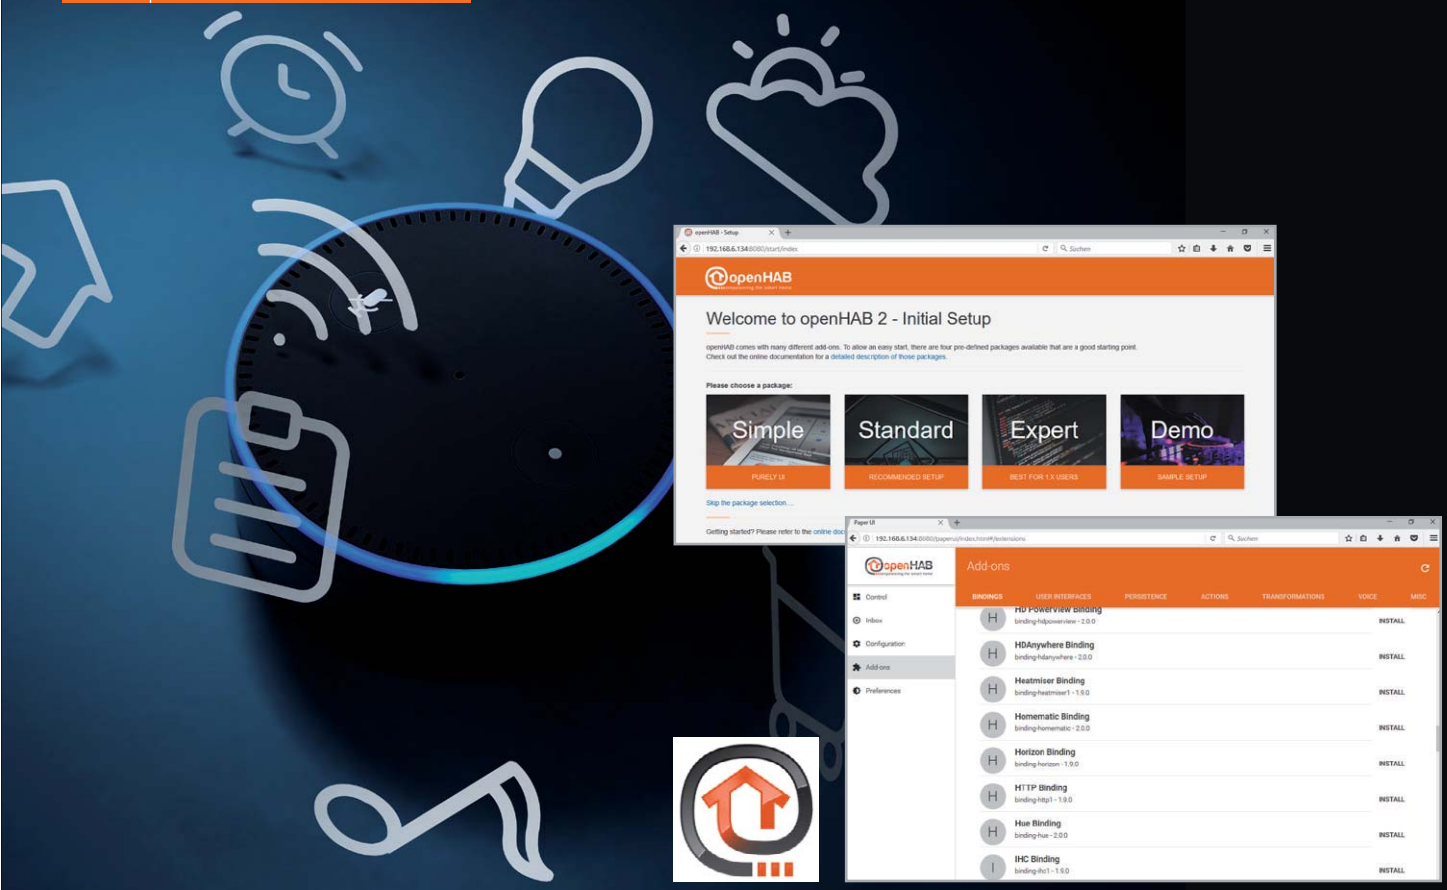 openHAB - Setup
192.168.6.134:8080/start/index
Suchen
openHAB
empowering the smart home
Welcome to openHAB 2 - Initial Setup
openHAB comes with many different add-ons. To allow an easy start, there are four pre-defined packages available that are a good starting point.
Check out the online documentation for a detailed description of those packages.
Please choose a package:
Simple
PURELY UI
Standard
RECOMMENDED SETUP
Expert
BEST FOR 1.X USERS
Demo
SAMPLE SETUP
Skip the package selection...
Getting started? Please refer to the online doc
Paper UI
192.168.6.134:8080/paperui/index.html#/extensions
Suchen
openHAB
empowering the smart home
Add-ons
Control
Inbox
Configuration
Add-ons
Preferences
BINDINGS USER INTERFACES PERSISTENCE ACTIONS TRANSFORMATIONS VOICE MISC
H HD PowerView Binding
binding-hdpowerview - 2.0.0 INSTALL
H HDAnywhere Binding
binding-hdanywhere - 2.0.0 INSTALL
H Heatmiser Binding
binding-heatmiser1 - 1.9.0 INSTALL
H Homematic Binding
binding-homematic - 2.0.0 INSTALL
H Horizon Binding
binding-horizon - 1.9.0 INSTALL
H HTTP Binding
binding-http1 - 1.9.0 INSTALL
H Hue Binding
binding-hue - 2.0.0 INSTALL
I IHC Binding
binding-ihc1 - 1.9.0 INSTALL